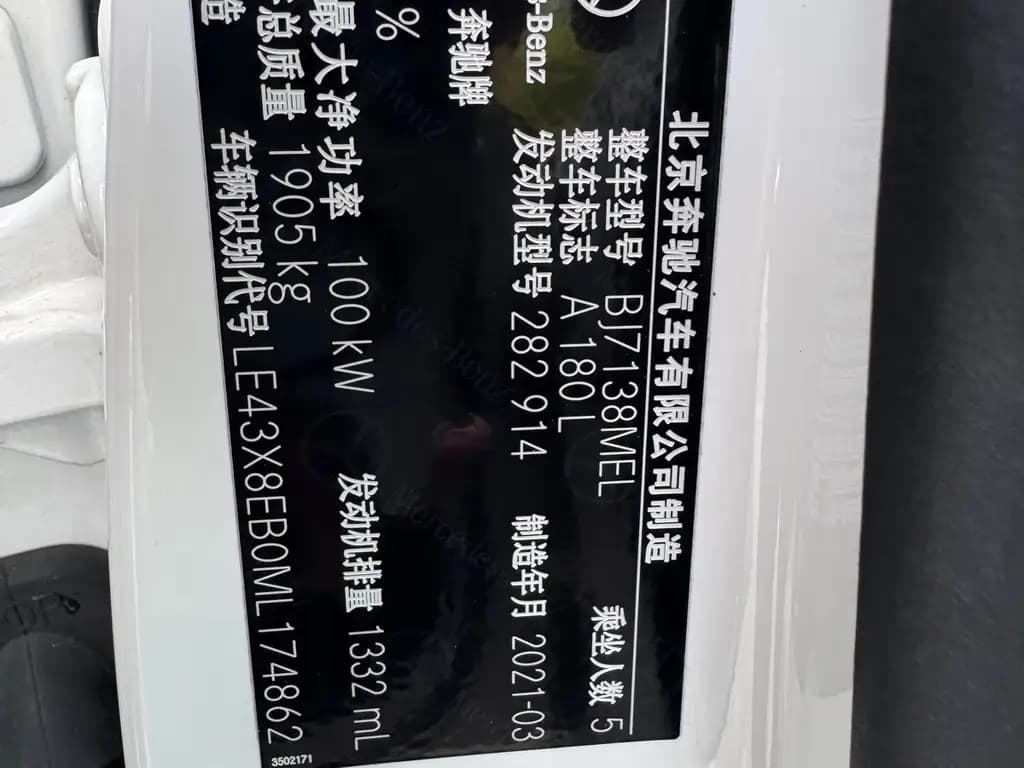 北京奔驰汽车有限公司制造
整车型号 BJ7138MEL 乘坐人数 5
整车标志 A 180 L
发动机型号 282 914 制造年月 2021-03
-Benz
奔驰牌
%
最大净功率 100 kW 发动机排量 1332 mL
总质量 1905 kg
车辆识别代号 LE43X8EB0ML174862
造
3502171